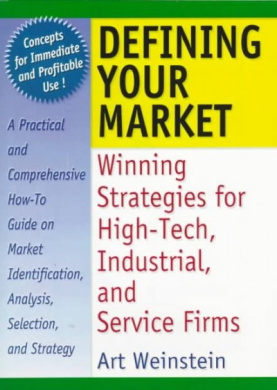 Concepts
for Immediate
and Profitable
Use !
DEFINING
YOUR
MARKET
A Practical
and
Comprehensive
How-To
Guide on
Market
Identification,
Analysis,
Selection,
and Strategy
Winning
Strategies for
High-Tech,
Industrial,
and
Service Firms
Art Weinstein